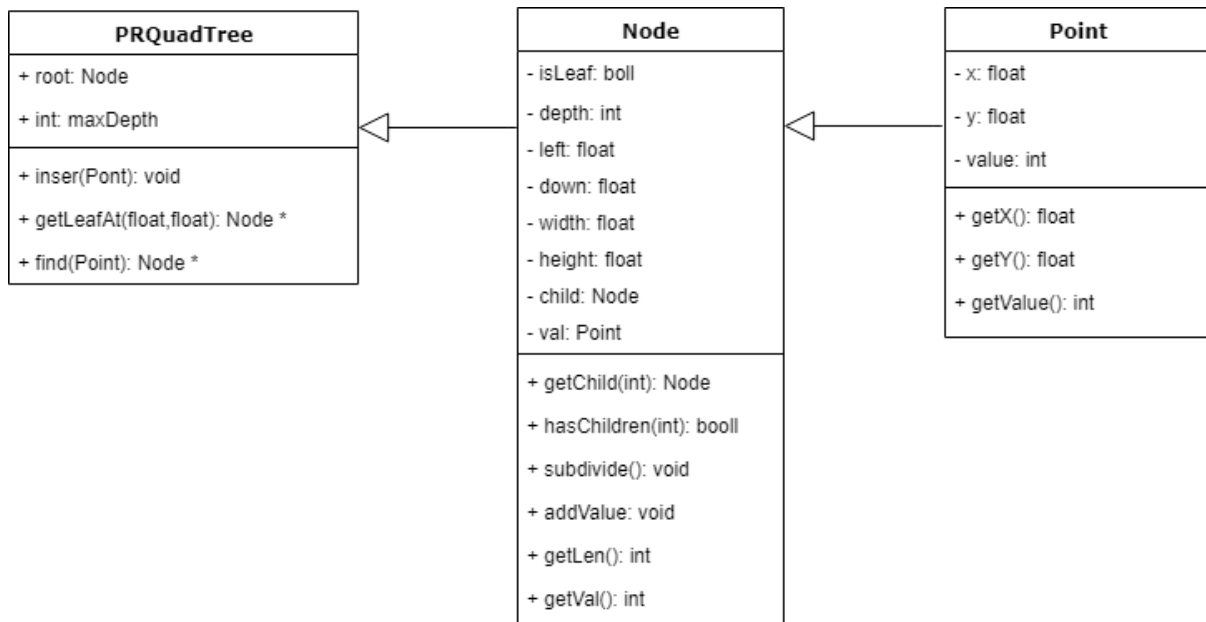 PRQuadTree
+ root: Node
+ int: maxDepth
+ inser(Pont): void
+ getLeafAt(float,float): Node *
+ find(Point): Node *
Node
- isLeaf: boll
- depth: int
- left: float
- down: float
- width: float
- height: float
- child: Node
- val: Point
+ getChild(int): Node
+ hasChildren(int): booll
+ subdivide(): void
+ addValue: void
+ getLen(): int
+ getVal(): int
Point
- x: float
- y: float
- value: int
+ getX(): float
+ getY(): float
+ getValue(): int